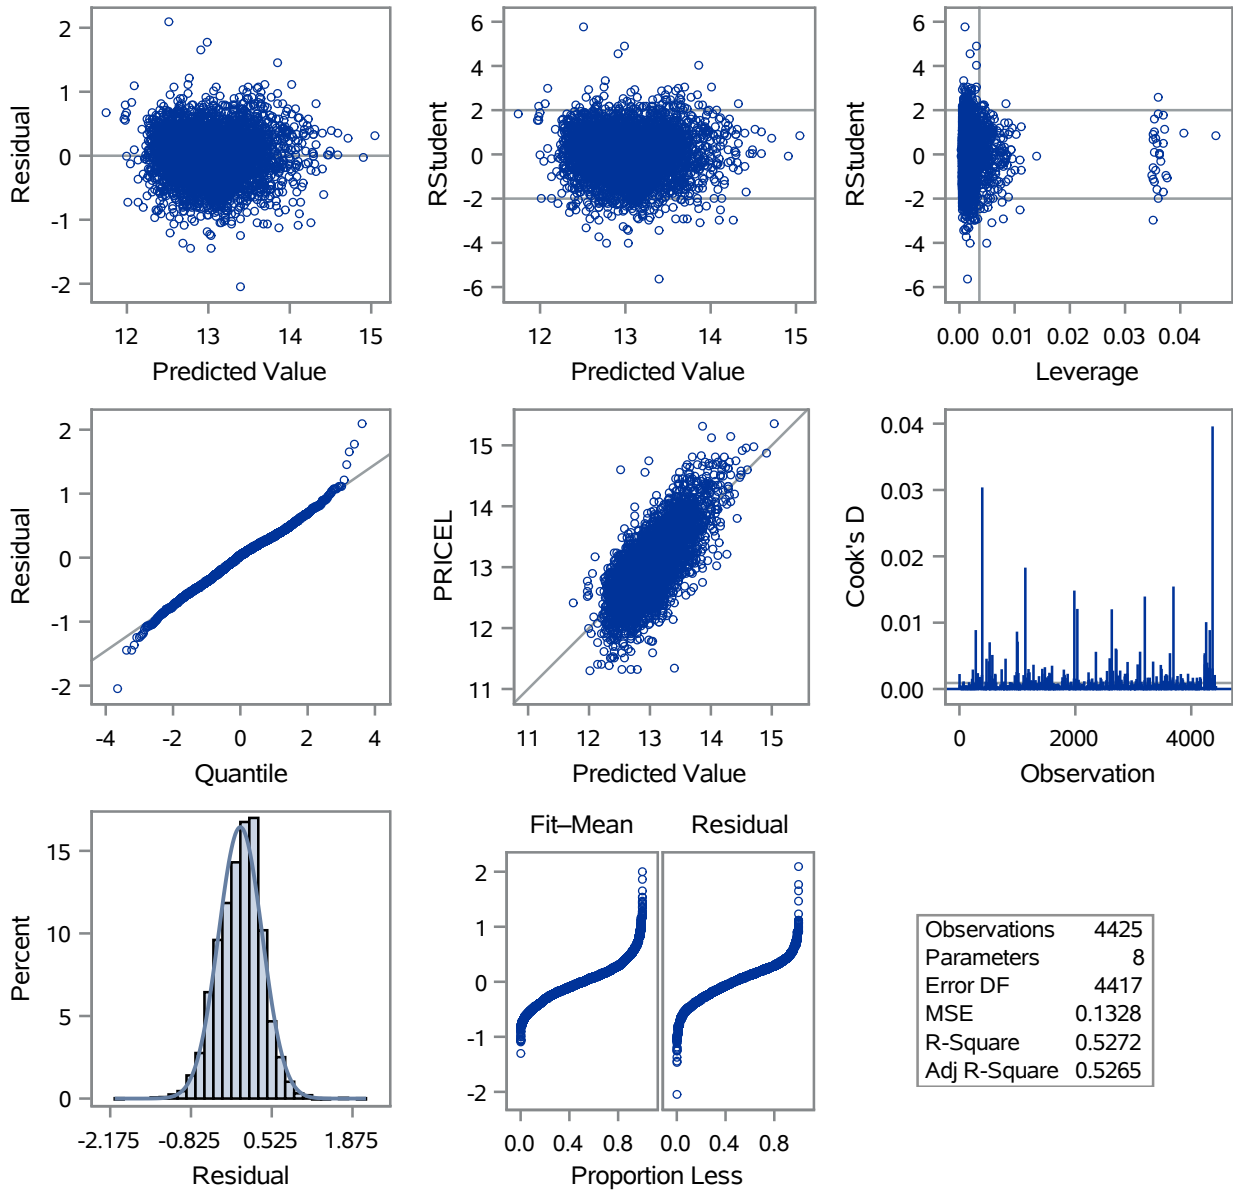 2
1
0
-1
-2
12 13 14 15
Residual
Predicted Value
6
4
2
0
-2
-4
-6
12 13 14 15
RStudent
Predicted Value
6
4
2
0
-2
-4
-6
0.00 0.01 0.02 0.03 0.04
RStudent
Leverage
2
1
0
-1
-2
-4 -2 0 2 4
Residual
Quantile
15
14
13
12
11
11 12 13 14 15
PRICEL
Predicted Value
0.04
0.03
0.02
0.01
0.00
0 2000 4000
Cook's D
Observation
15
10
5
0
-2.175 -0.825 0.525 1.875
Percent
Residual
Fit–Mean Residual
2
1
0
-1
-2
0.0 0.4 0.8 0.0 0.4 0.8
Proportion Less
Observations 4425
Parameters 8
Error DF 4417
MSE 0.1328
R-Square 0.5272
Adj R-Square 0.5265